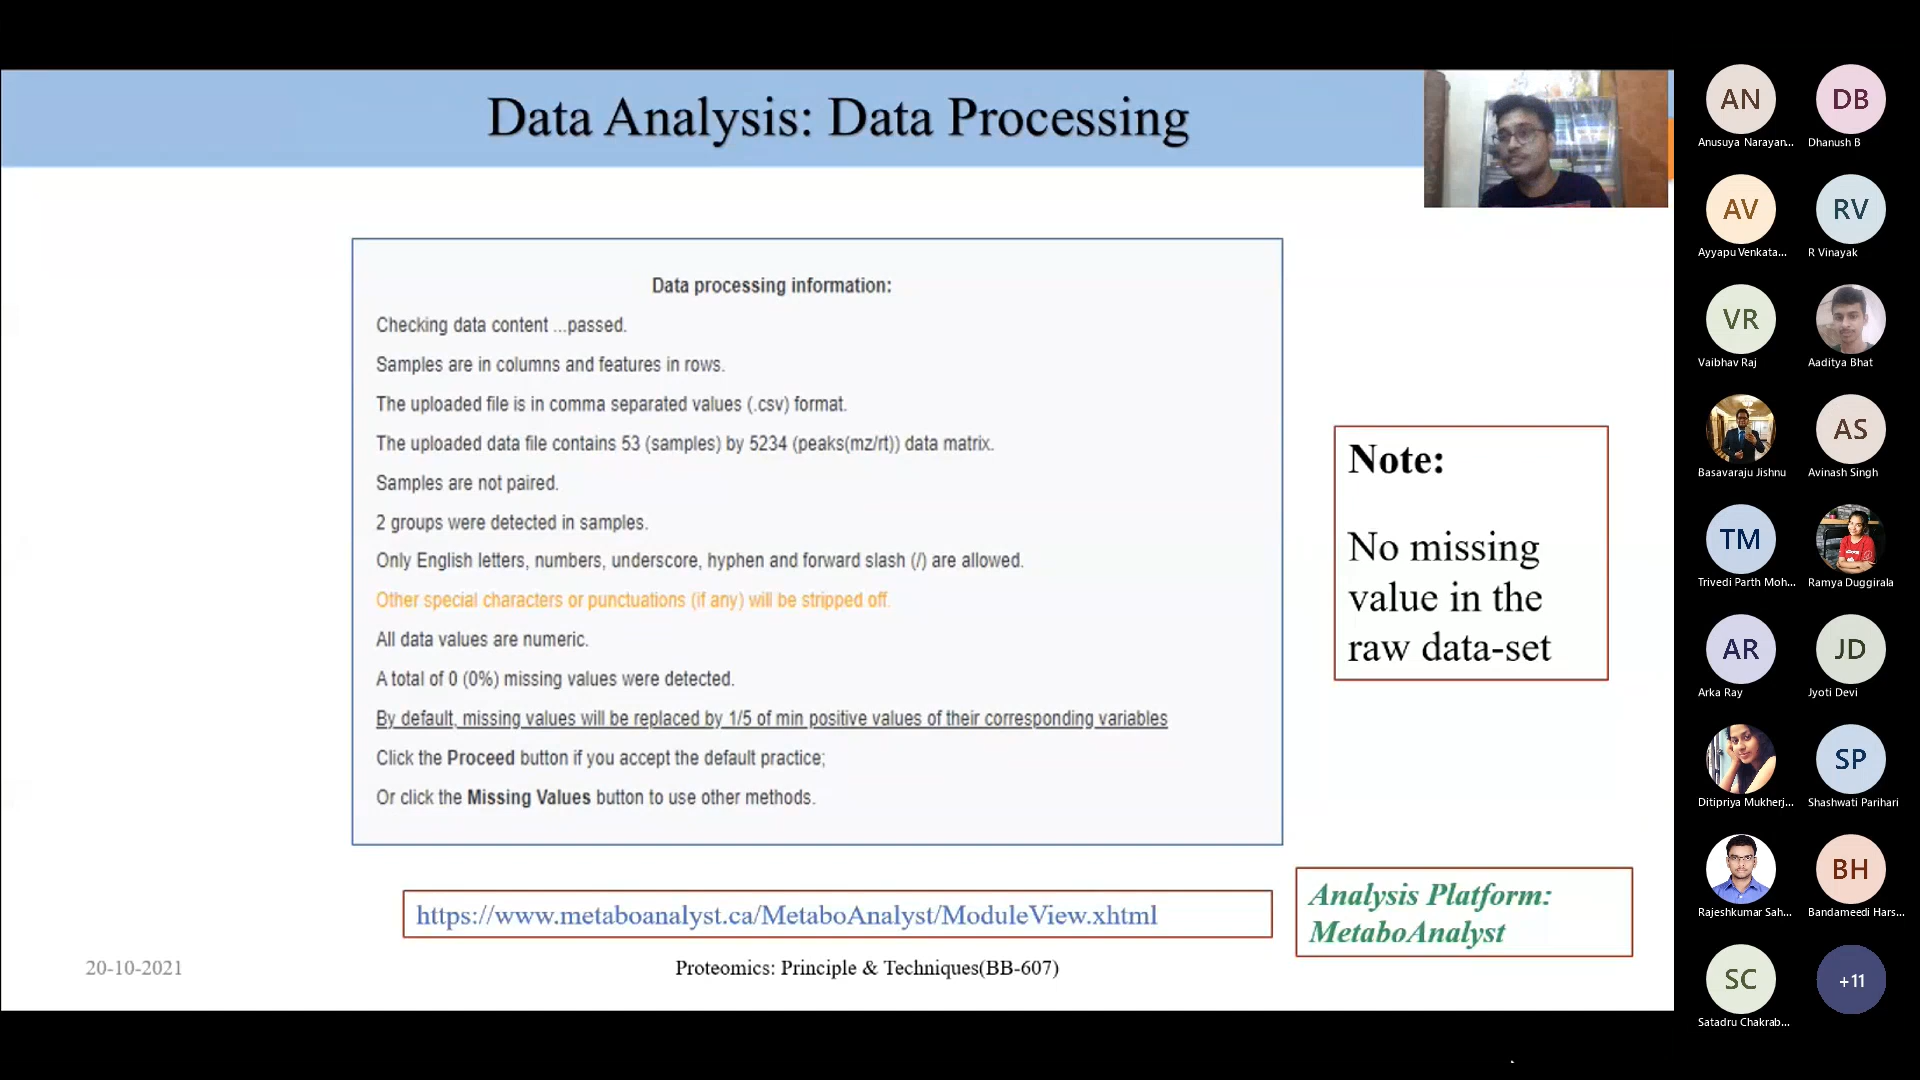 Data Analysis: Data Processing
Data processing information:
Checking data content ...passed.
Samples are in columns and features in rows.
The uploaded file is in comma separated values (.csv) format.
The uploaded data file contains 53 (samples) by 5234 (peaks(mz/rt)) data matrix.
Samples are not paired.
2 groups were detected in samples.
Only English letters, numbers, underscore, hyphen and forward slash (/) are allowed.
Other special characters or punctuations (if any) will be stripped off.
All data values are numeric.
A total of 0 (0%) missing values were detected.
By default, missing values will be replaced by 1/5 of min positive values of their corresponding variables
Click the Proceed button if you accept the default practice;
Or click the Missing Values button to use other methods.
Note:
No missing
value in the
raw data-set
https://www.metaboanalyst.ca/MetaboAnalyst/ModuleView.xhtml
Analysis Platform:
MetaboAnalyst
20-10-2021
Proteomics: Principle & Techniques(BB-607)
AN
DB
Anusuya Narayan...
Dhanush B
AV
RV
Ayyapu Venkata...
R Vinayak
VR
Vaibhav Raj
Aaditya Bhat
AS
Basavaraju Jishnu
Avinash Singh
TM
Trivedi Parth Moh...
Ramya Duggirala
AR
JD
Arka Ray
Jyoti Devi
SP
Ditipriya Mukherj...
Shashwati Parihari
BH
Rajeshkumar Sah...
Bandameedi Hars...
SC
+11
Satadru Chakrab...